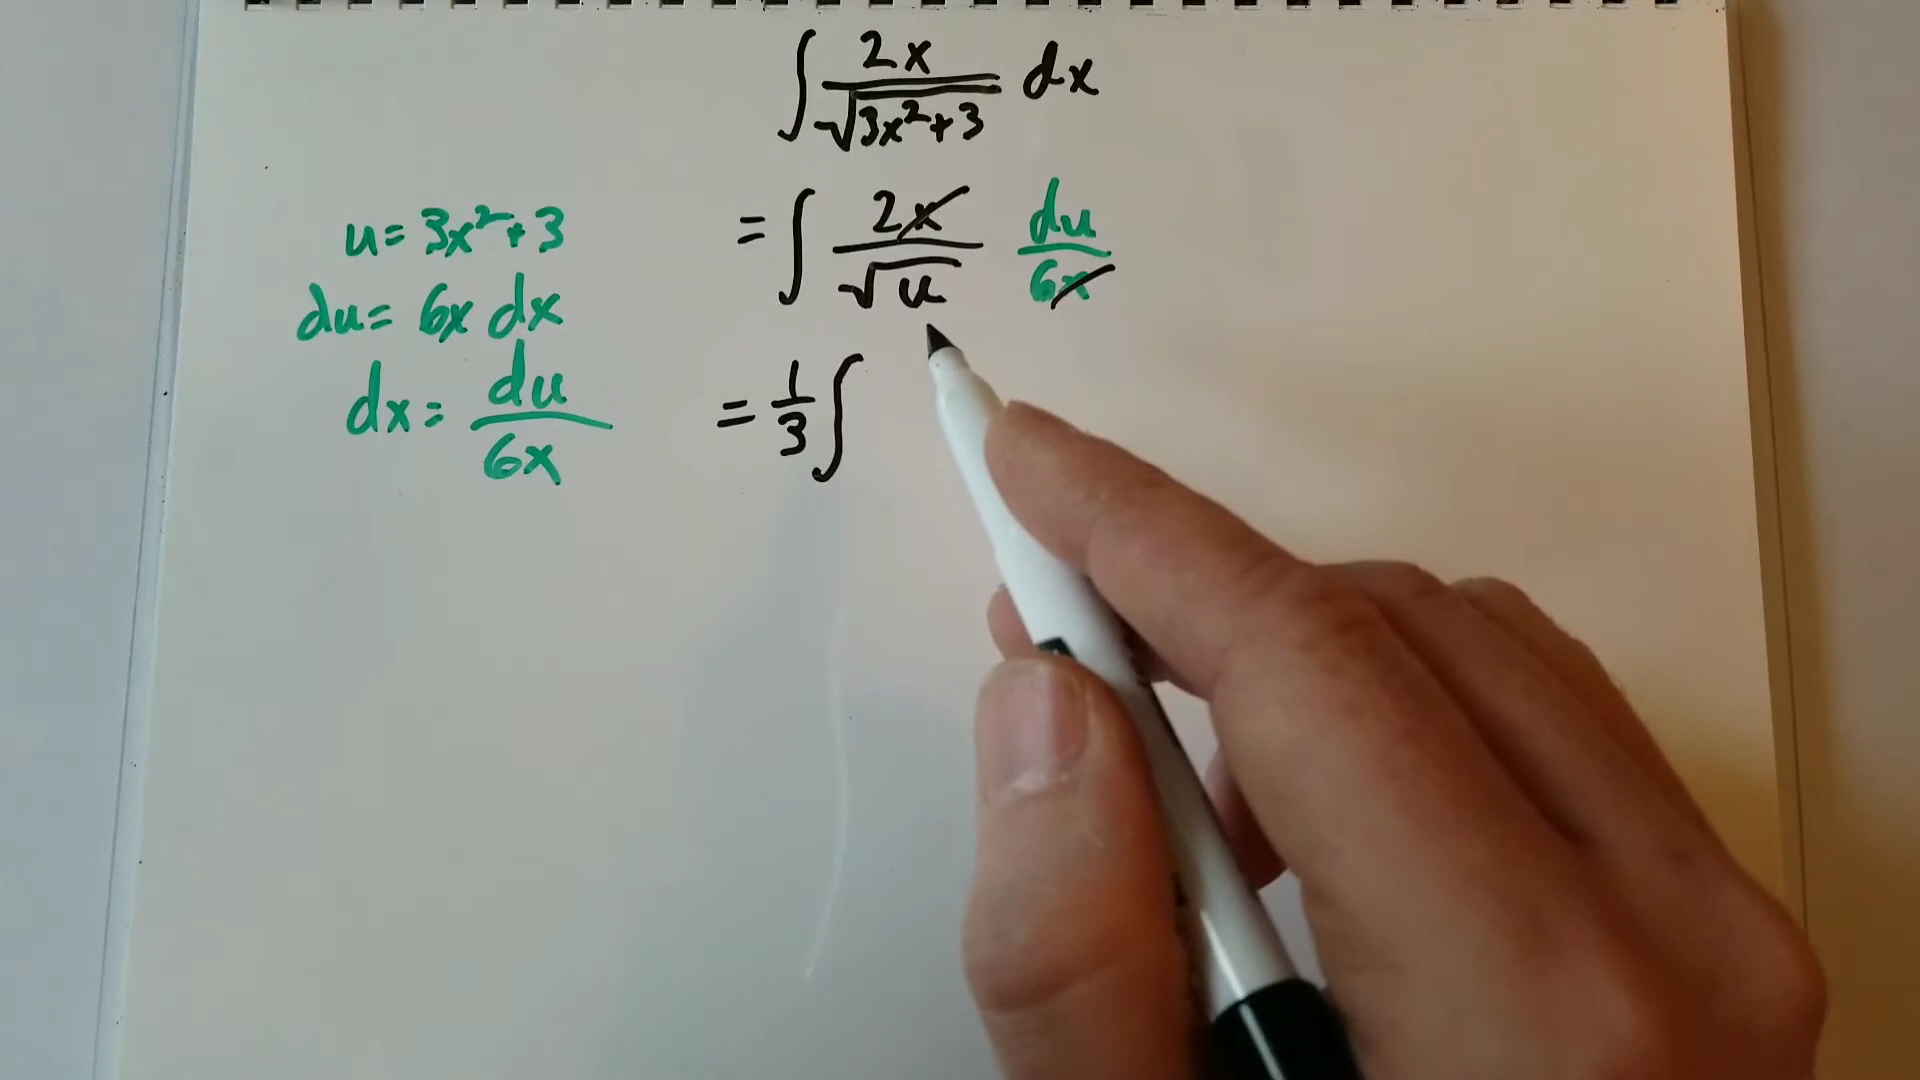 ∫ 2x/√(3x²+3) dx
u = 3x²+3
du = 6x dx
dx = du/6x
= ∫ 2x/√u du/6x
= 1/3 ∫